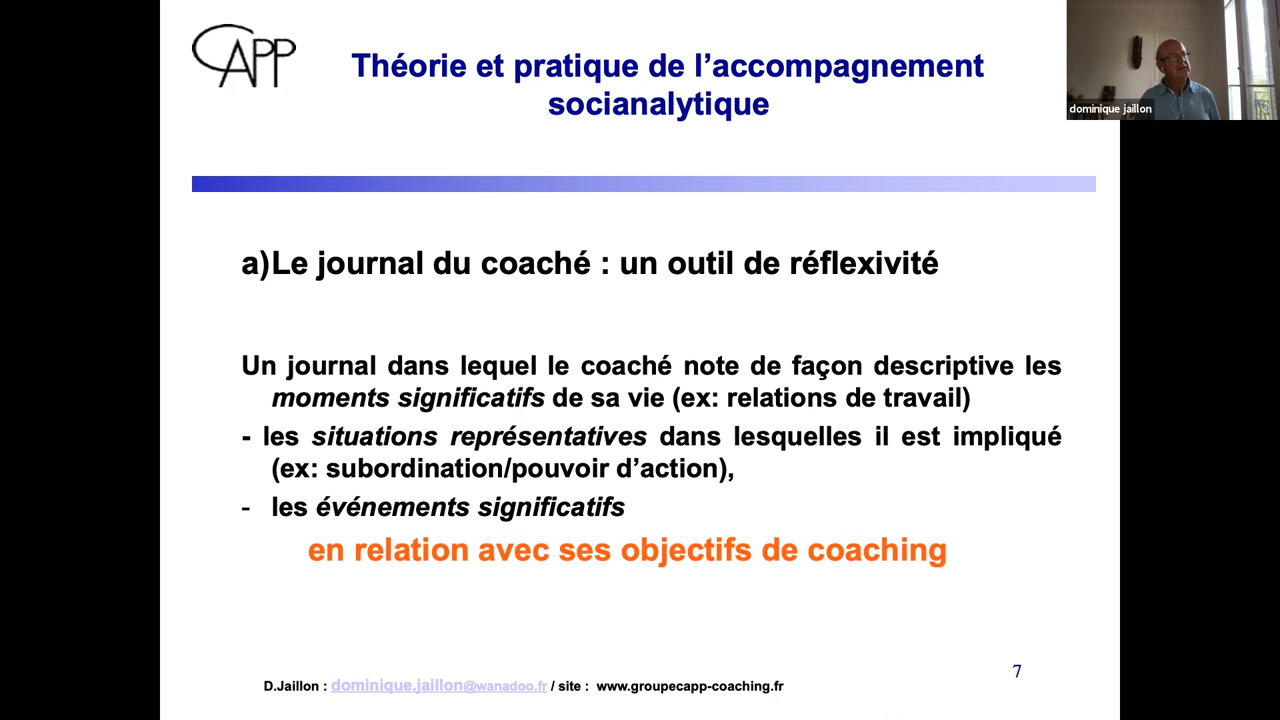 CAPP
Théorie et pratique de l’accompagnement
socianalytique
dominique jaillon
a)Le journal du coaché : un outil de réflexivité
Un journal dans lequel le coaché note de façon descriptive les
moments significatifs de sa vie (ex: relations de travail)
- les situations représentatives dans lesquelles il est impliqué
(ex: subordination/pouvoir d’action),
- les événements significatifs
en relation avec ses objectifs de coaching
7
D.Jaillon : dominique.jaillon@wanadoo.fr / site : www.groupecapp-coaching.fr